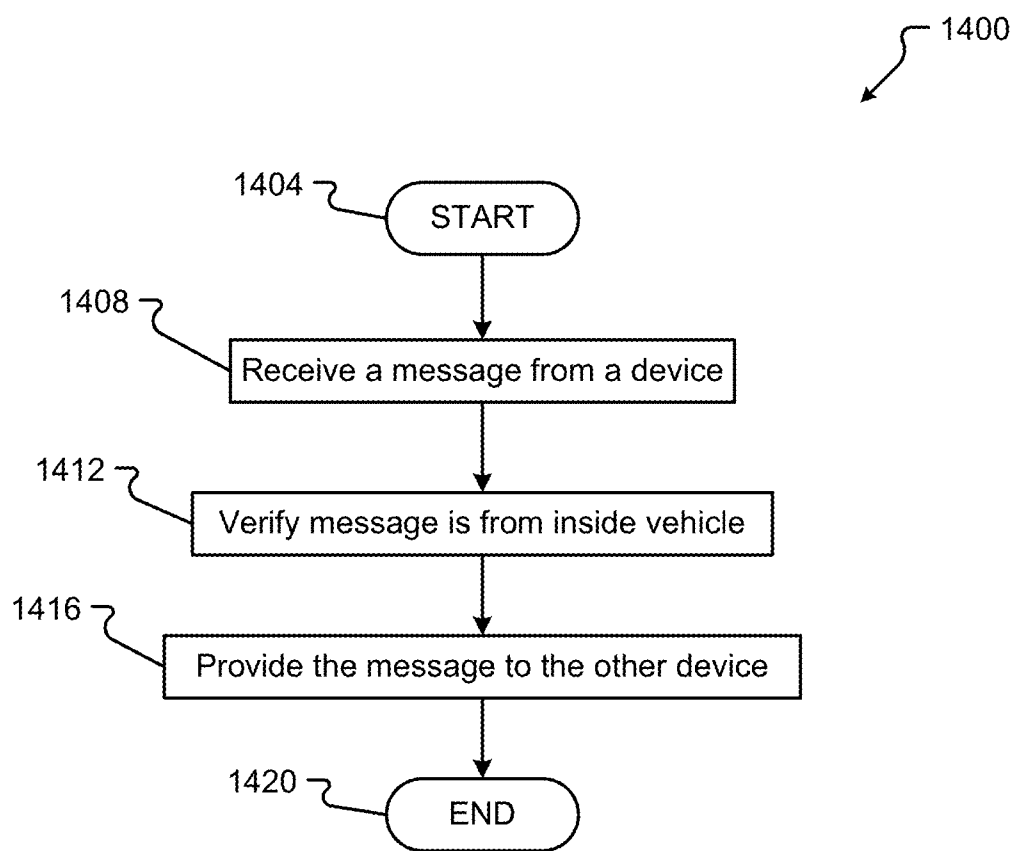 1400
1404
START
1408
Receive a message from a device
1412
Verify message is from inside vehicle
1416
Provide the message to the other device
1420
END